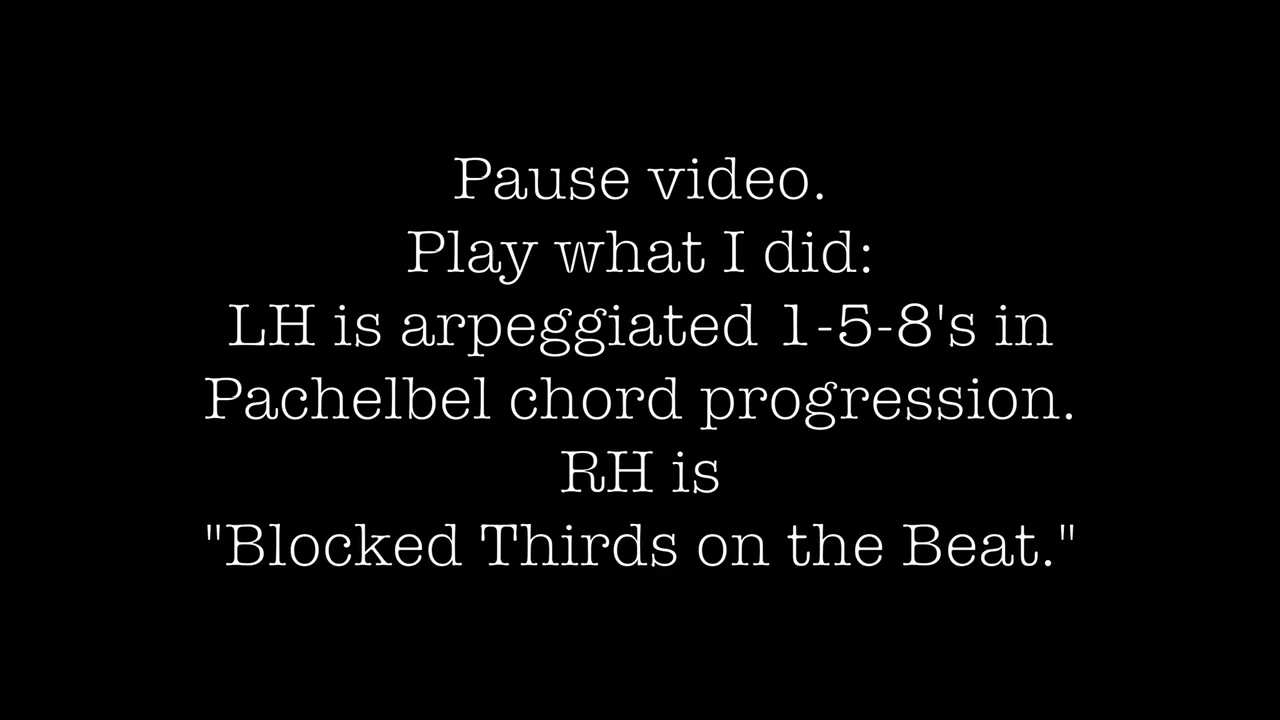 Pause video.
Play what I did:
LH is arpeggiated 1-5-8's in
Pachelbel chord progression.
RH is
"Blocked Thirds on the Beat."